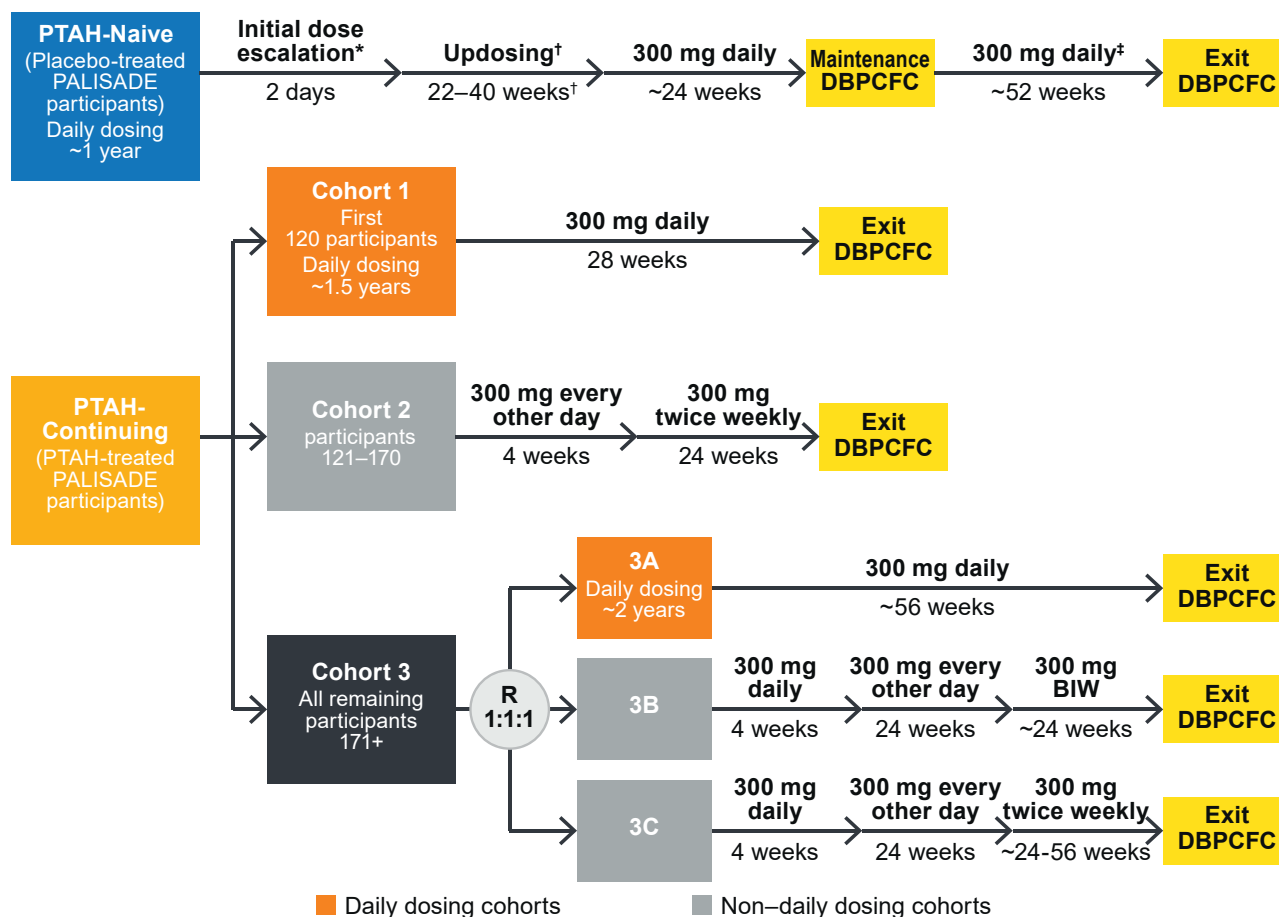 PTAH-Naive
(Placebo-treated
PALISADE
participants)
Daily dosing
~1 year
Initial dose
escalation*
2 days
Updosing†
22–40 weeks†
300 mg daily
~24 weeks
Maintenance
DBPCFC
300 mg daily‡
~52 weeks
Exit
DBPCFC
Cohort 1
First
120 participants
Daily dosing
~1.5 years
300 mg daily
28 weeks
Exit
DBPCFC
PTAH-
Continuing
(PTAH-treated
PALISADE
participants)
Cohort 2
participants
121–170
300 mg every
other day
4 weeks
300 mg
twice weekly
24 weeks
Exit
DBPCFC
Cohort 3
All remaining
participants
171+
R
1:1:1
3A
Daily dosing
~2 years
300 mg daily
~56 weeks
Exit
DBPCFC
3B
300 mg
daily
4 weeks
300 mg every
other day
24 weeks
300 mg
BIW
~24 weeks
Exit
DBPCFC
3C
300 mg
daily
4 weeks
300 mg every
other day
24 weeks
300 mg
twice weekly
~24-56 weeks
Exit
DBPCFC
Daily dosing cohorts
Non–daily dosing cohorts